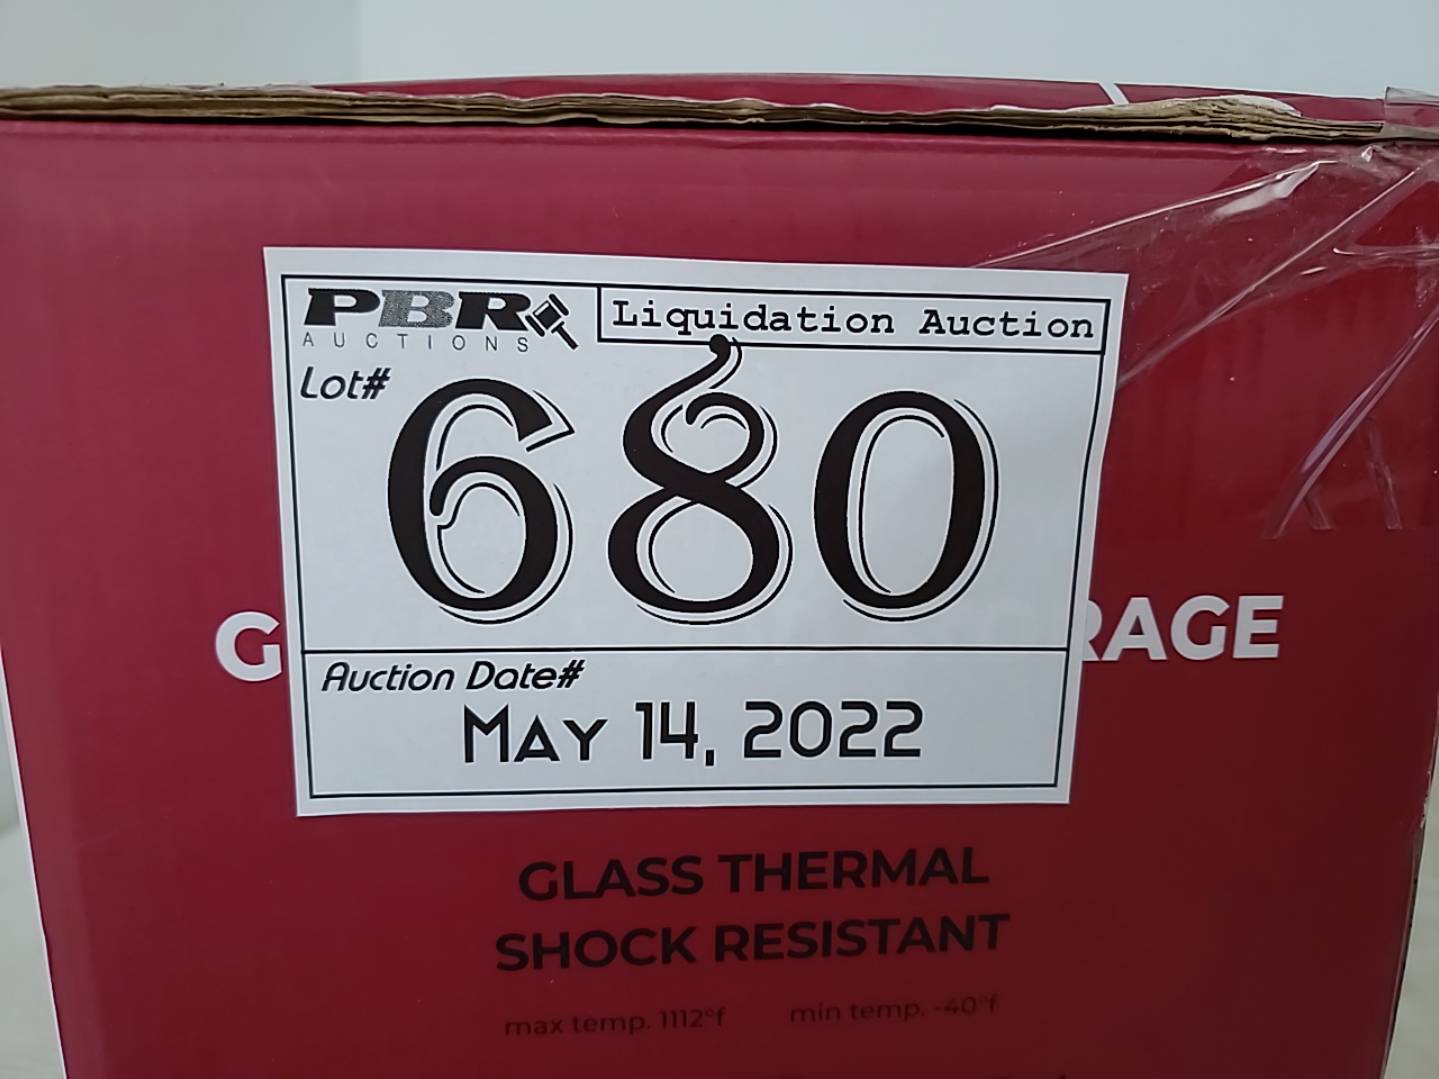 PBR
AUCTIONS
Liquidation Auction
Lot#
680
G RAGE
Auction Date#
May 14, 2022
GLASS THERMAL
SHOCK RESISTANT
max temp. 1112°f min temp. -40°f